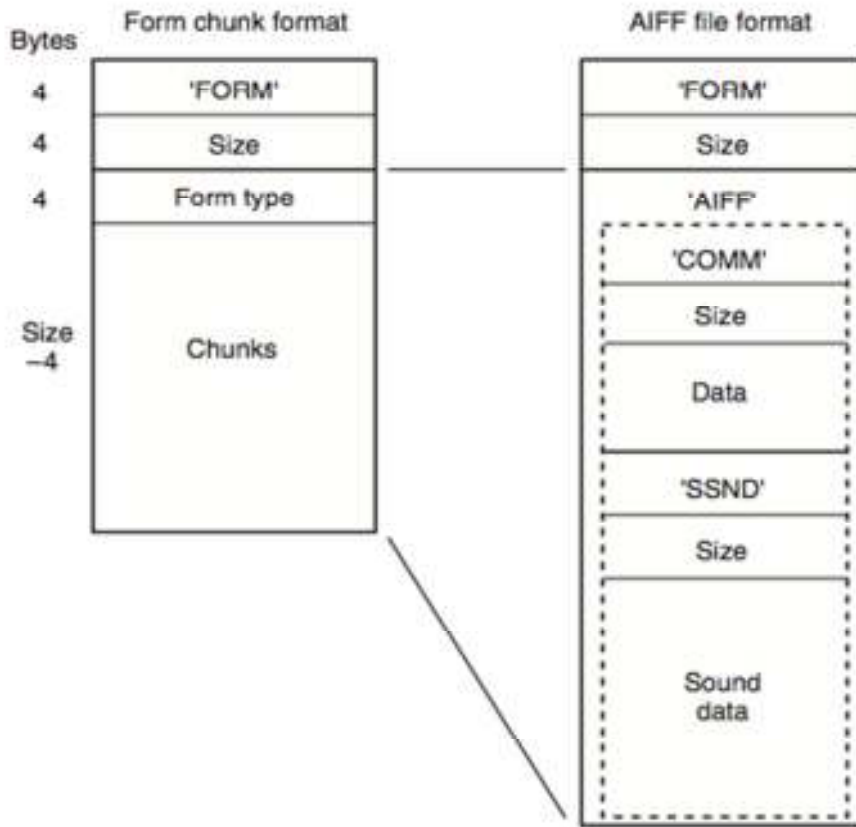 Form chunk format
Bytes
4
'FORM'
4
Size
4
Form type
Size
–4
Chunks
AIFF file format
'FORM'
Size
'AIFF'
'COMM'
Size
Data
'SSND'
Size
Sound
data